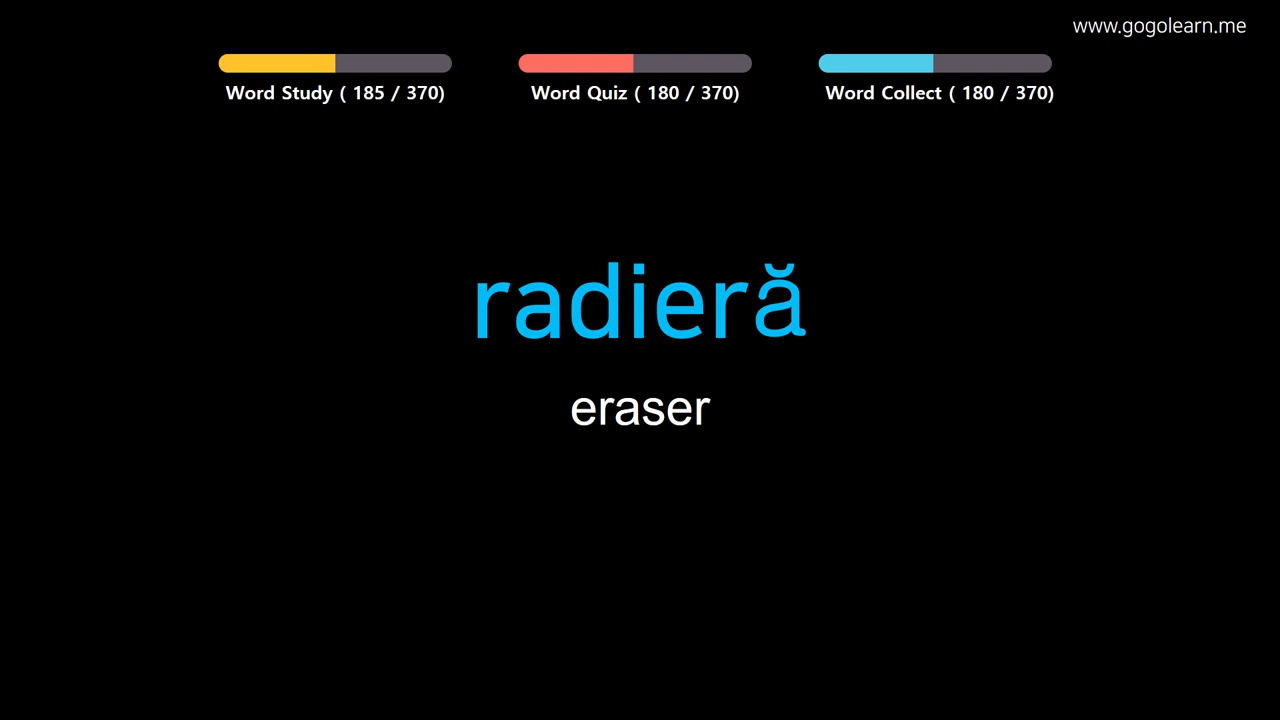 www.gogolearn.me
Word Study ( 185 / 370)
Word Quiz ( 180 / 370)
Word Collect ( 180 / 370)
radieră
eraser